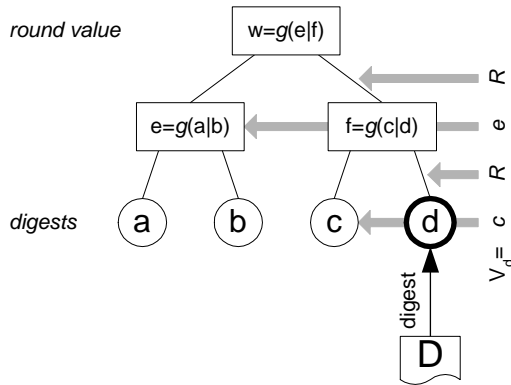 round value
w=g(e|f)
R
e=g(a|b)
f=g(c|d)
e
R
digests
a
b
c
d
c
V_d=
digest
D